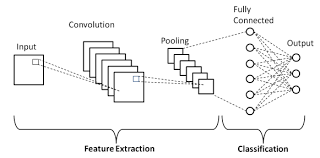 Fully
Connected
Convolution
Pooling
Input
Output
Feature Extraction
Classification